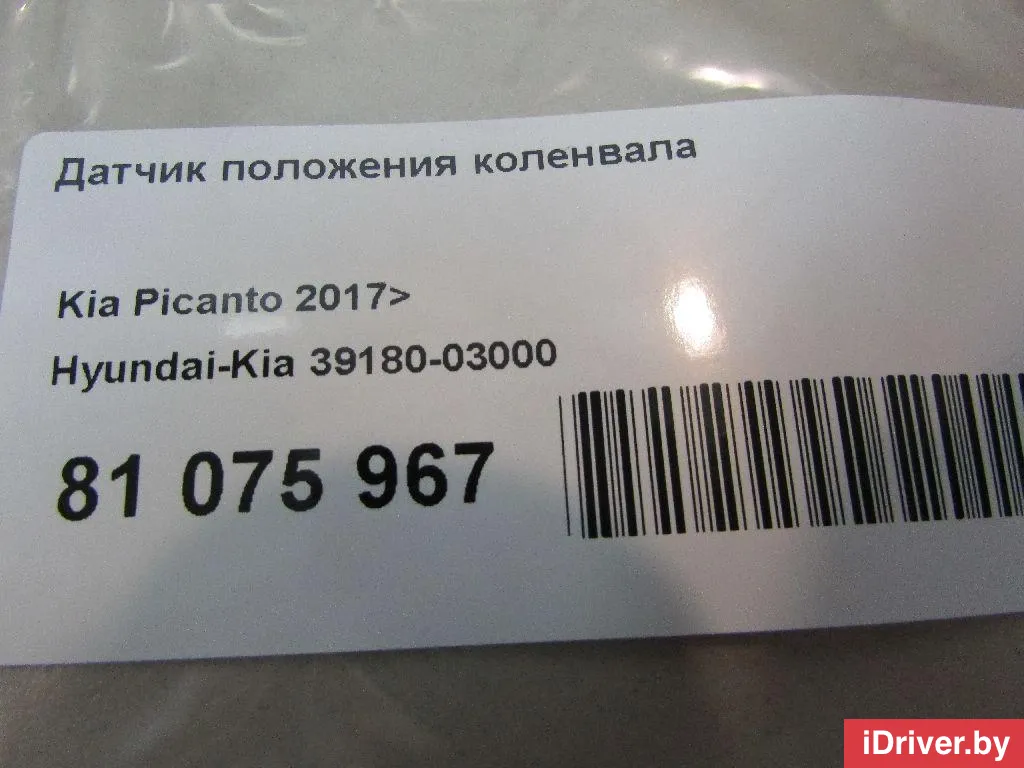 Датчик положения коленвала
Kia Picanto 2017>
Hyundai-Kia 39180-03000
81 075 967
iDriver.by